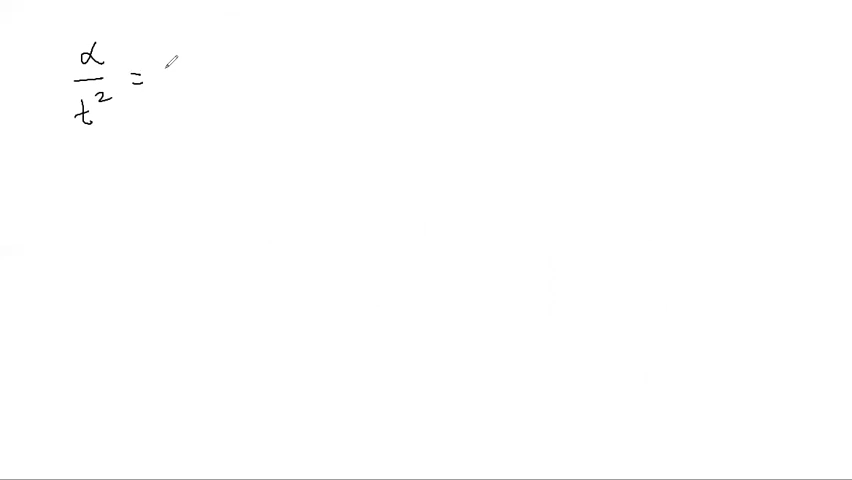 α/t² =